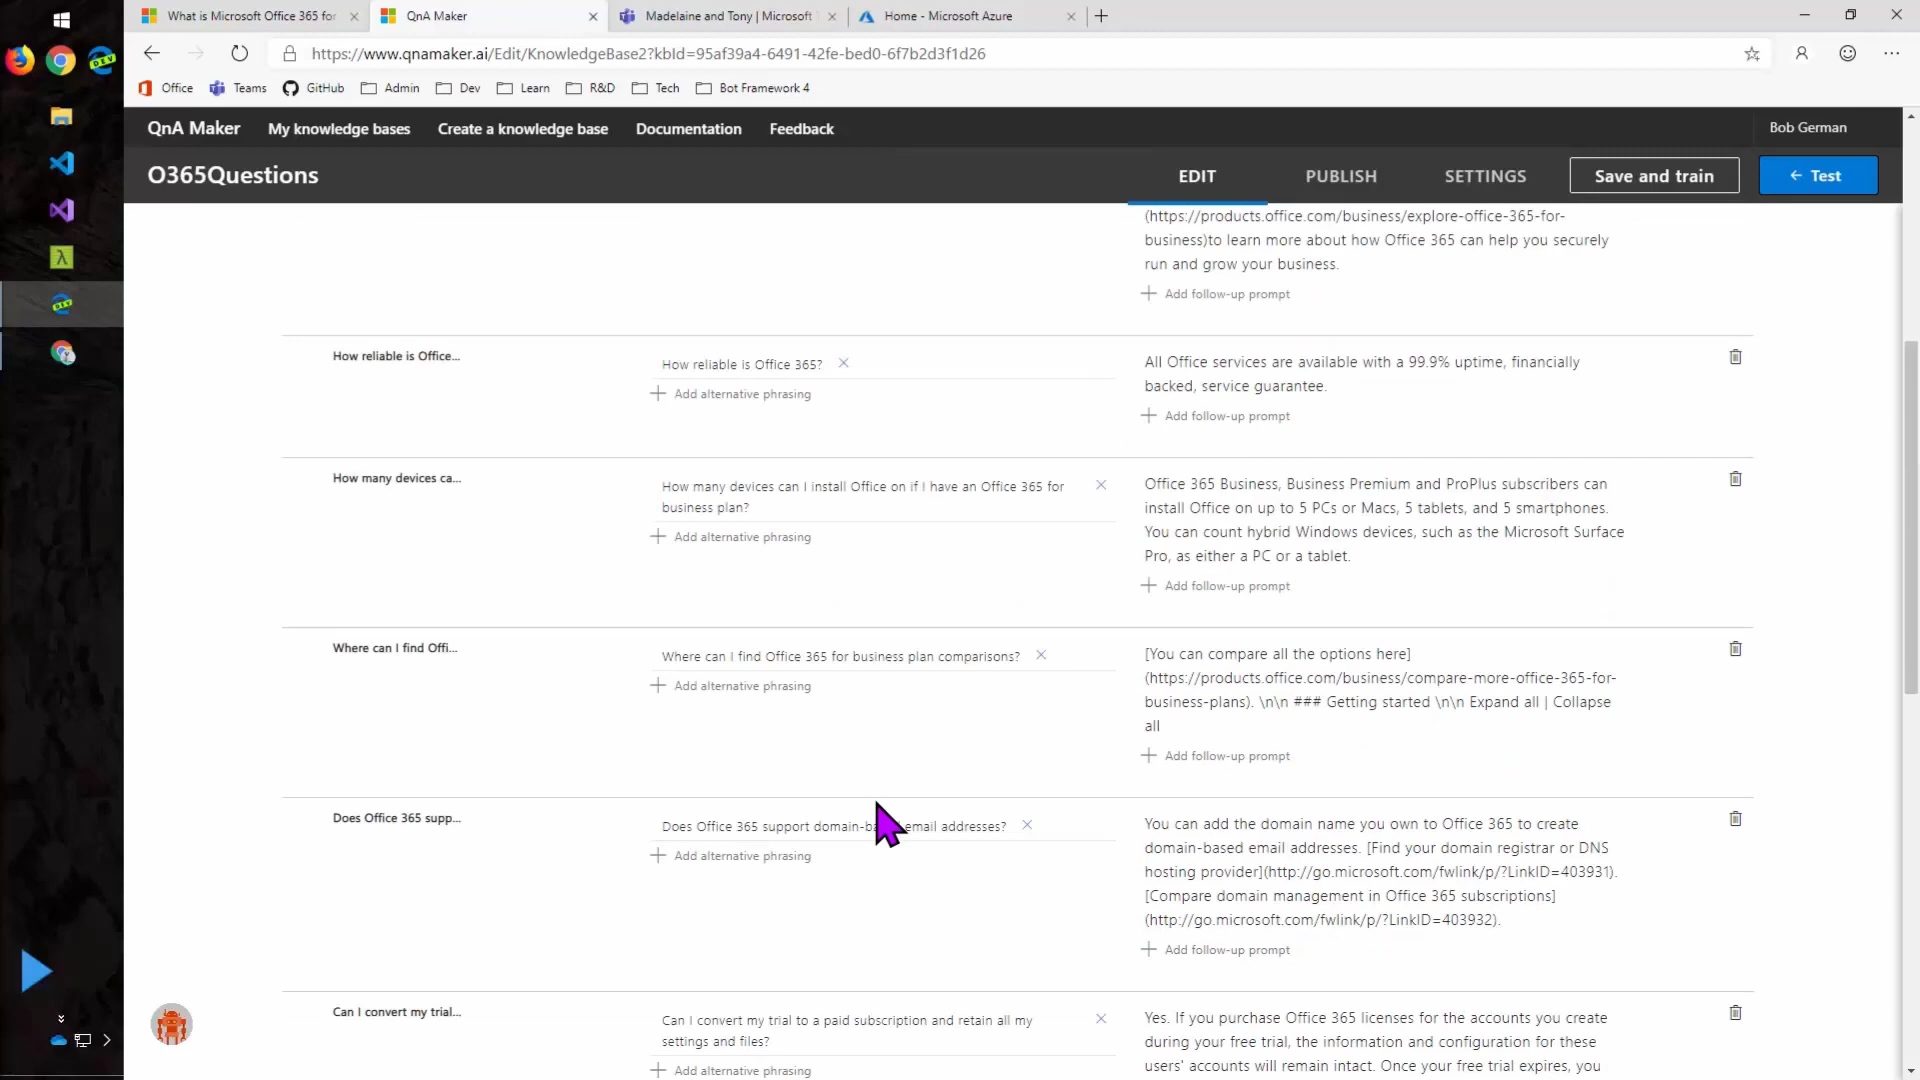 What is Microsoft Office 365 for
QnA Maker
Madelaine and Tony | Microsoft
Home - Microsoft Azure
https://www.qnamaker.ai/Edit/KnowledgeBase2?kbId=95af39a4-6491-42fe-bed0-6f7b2d3f1d26
Office
Teams
GitHub
Admin
Dev
Learn
R&D
Tech
Bot Framework 4
QnA Maker
My knowledge bases
Create a knowledge base
Documentation
Feedback
Bob German
O365Questions
EDIT
PUBLISH
SETTINGS
Save and train
← Test
(https://products.office.com/business/explore-office-365-for-
business)to learn more about how Office 365 can help you securely
run and grow your business.
Add follow-up prompt
How reliable is Office...
How reliable is Office 365?
Add alternative phrasing
All Office services are available with a 99.9% uptime, financially
backed, service guarantee.
Add follow-up prompt
How many devices ca...
How many devices can I install Office on if I have an Office 365 for
business plan?
Add alternative phrasing
Office 365 Business, Business Premium and ProPlus subscribers can
install Office on up to 5 PCs or Macs, 5 tablets, and 5 smartphones.
You can count hybrid Windows devices, such as the Microsoft Surface
Pro, as either a PC or a tablet.
Add follow-up prompt
Where can I find Offi...
Where can I find Office 365 for business plan comparisons?
Add alternative phrasing
[You can compare all the options here]
(https://products.office.com/business/compare-more-office-365-for-
business-plans). \n\n ### Getting started \n\n Expand all | Collapse
all
Add follow-up prompt
Does Office 365 supp...
Does Office 365 support domain-ba email addresses?
Add alternative phrasing
You can add the domain name you own to Office 365 to create
domain-based email addresses. [Find your domain registrar or DNS
hosting provider](http://go.microsoft.com/fwlink/p/?LinkID=403931).
[Compare domain management in Office 365 subscriptions]
(http://go.microsoft.com/fwlink/p/?LinkID=403932).
Add follow-up prompt
Can I convert my trial...
Can I convert my trial to a paid subscription and retain all my
settings and files?
Add alternative phrasing
Yes. If you purchase Office 365 licenses for the accounts you create
during your free trial, the information and configuration for these
users' accounts will remain intact. Once your free trial expires, you
DEV
DEV